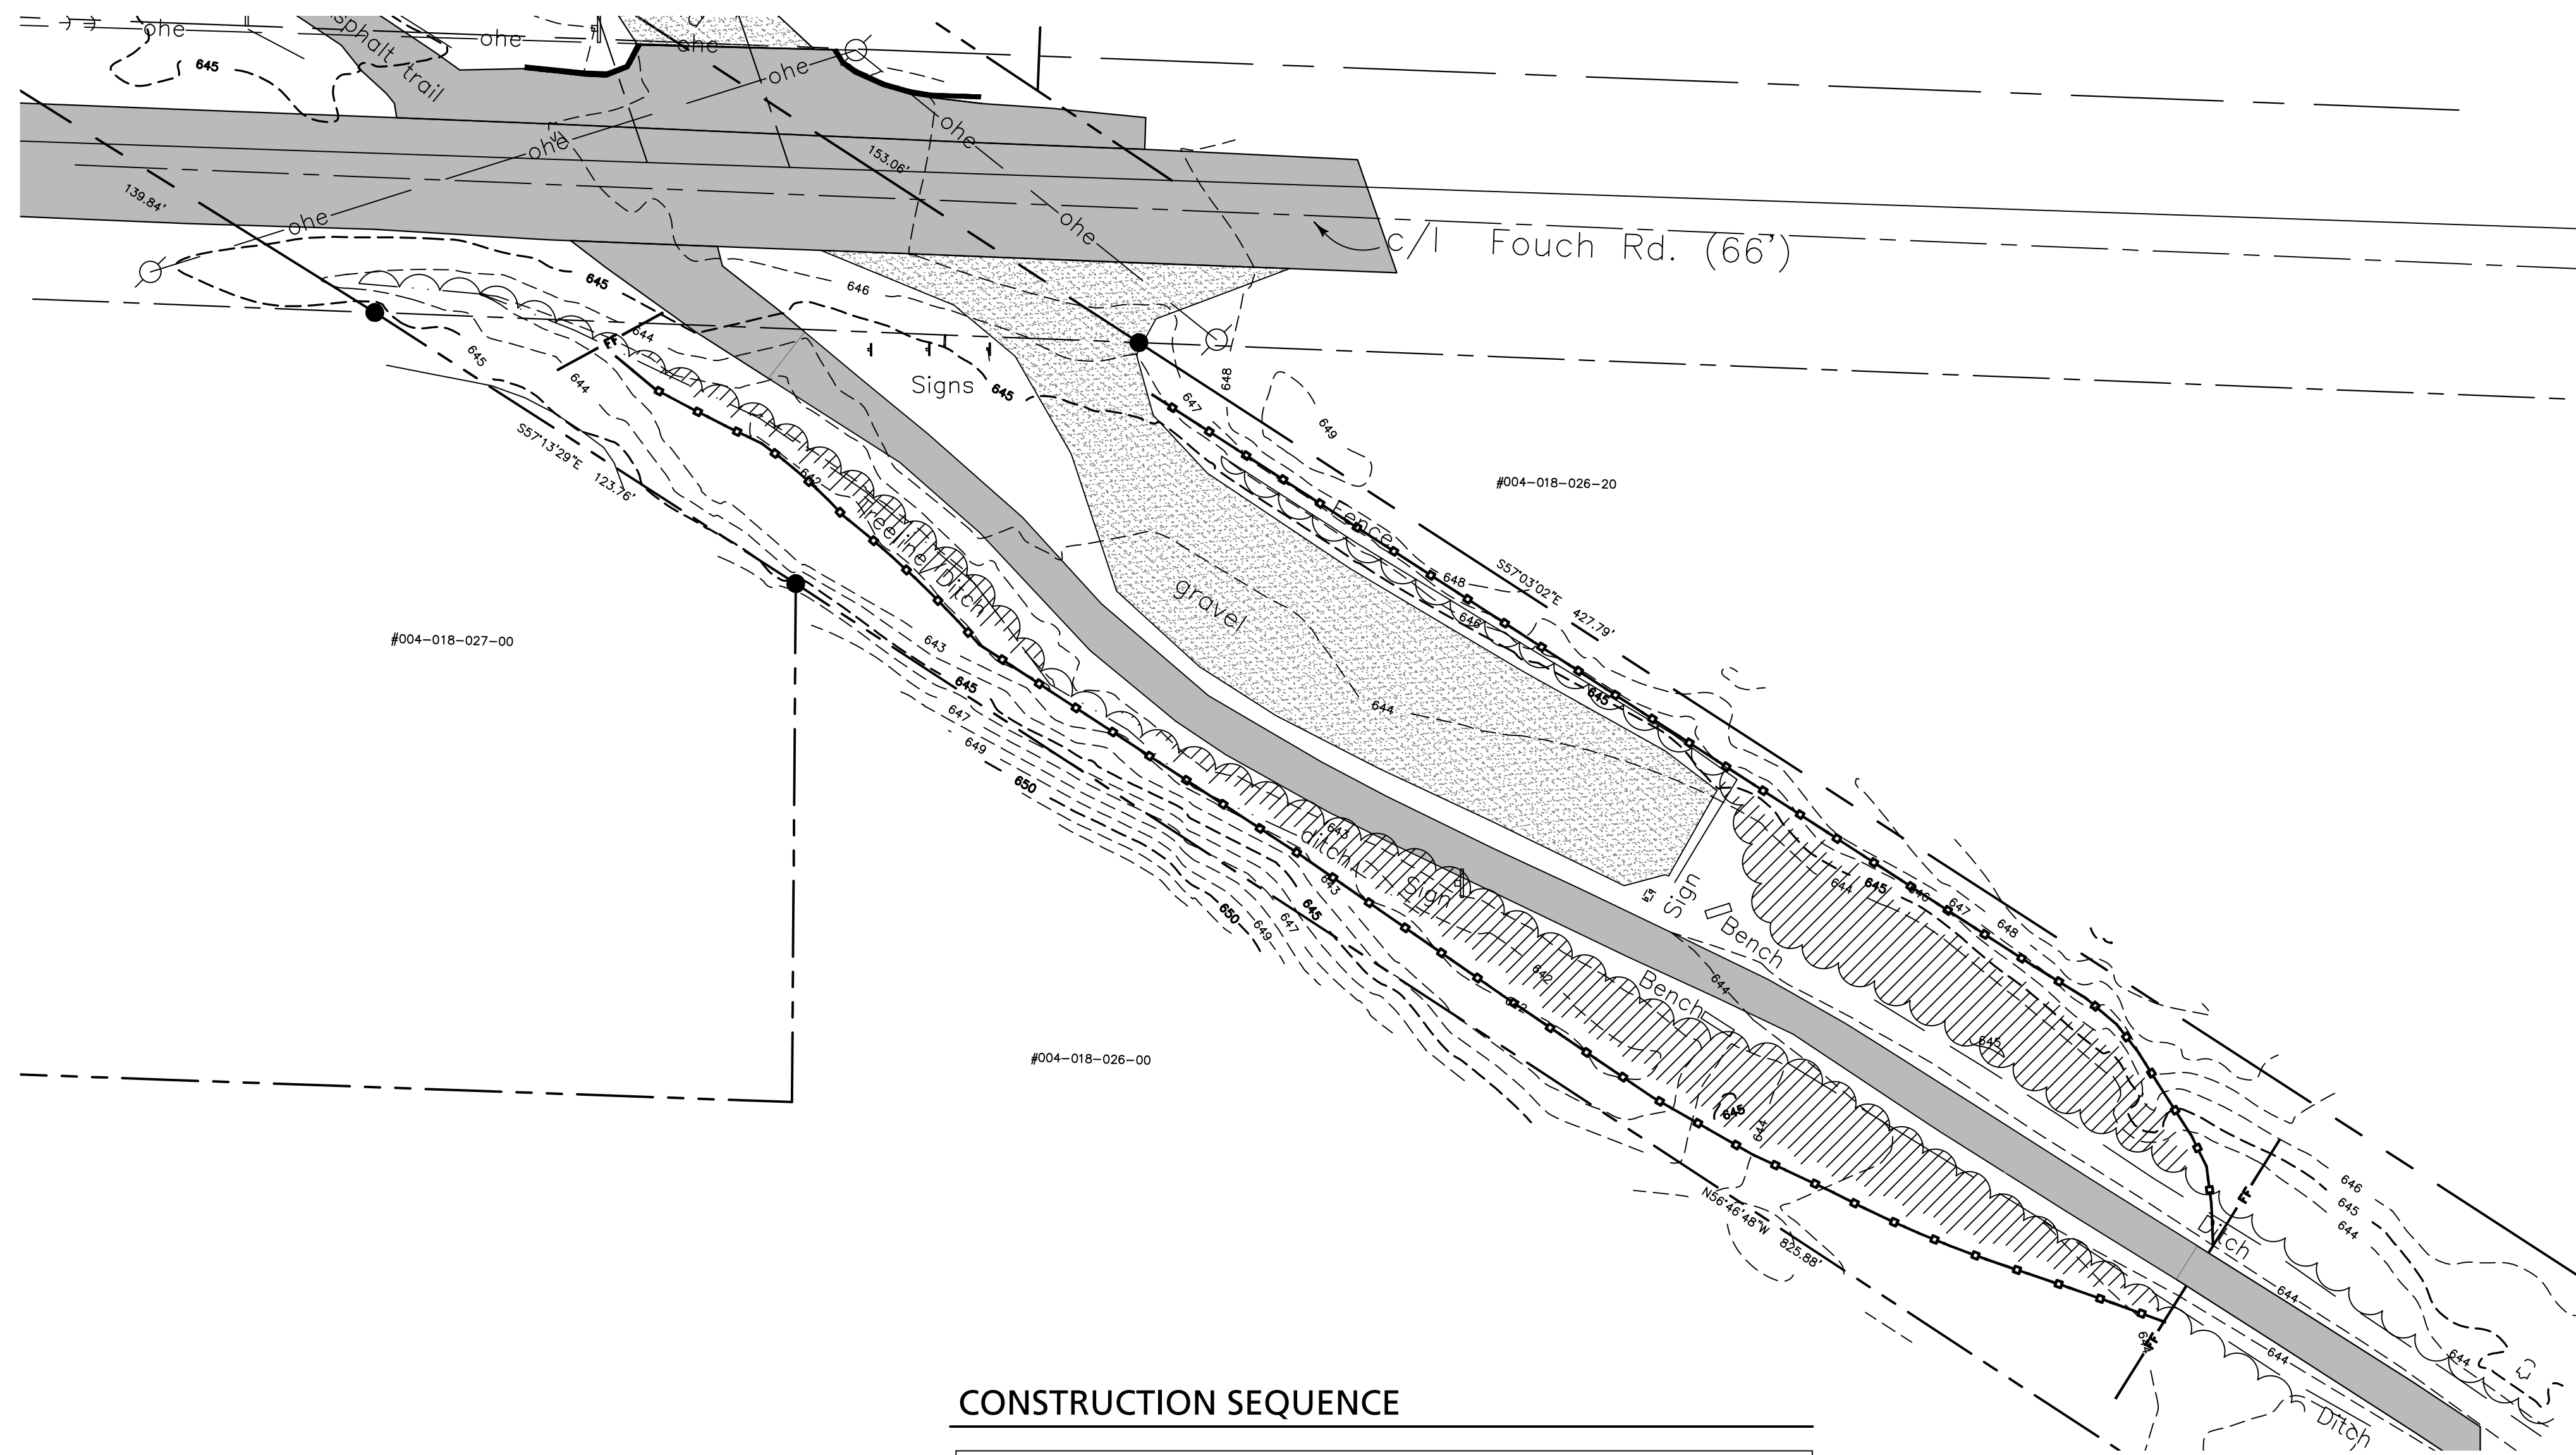 ohe
ohe
ohe
645
asphalt trail
ohe
ohe
ohe
153.06'
139.84'
ohe
ohe
c/l Fouch Rd. (66')
645
646
644
645
644
Signs
645
648
647
649
S57°13'29"E
123.76'
642
Treeline/Ditch
Fence
#004-018-026-20
S57°03'02"E
427.79'
648
646
gravel
#004-018-027-00
643
645
647
649
650
645
644
643
ditch
643
Sign
Sign
Bench
644
645
646
647
648
650
649
647
645
642
642
Bench
644
645
#004-018-026-00
645
644
N56°46'48"W
825.88'
FF
FF
646
645
644
Ditch
644
644
644
FF
Ditch
CONSTRUCTION SEQUENCE